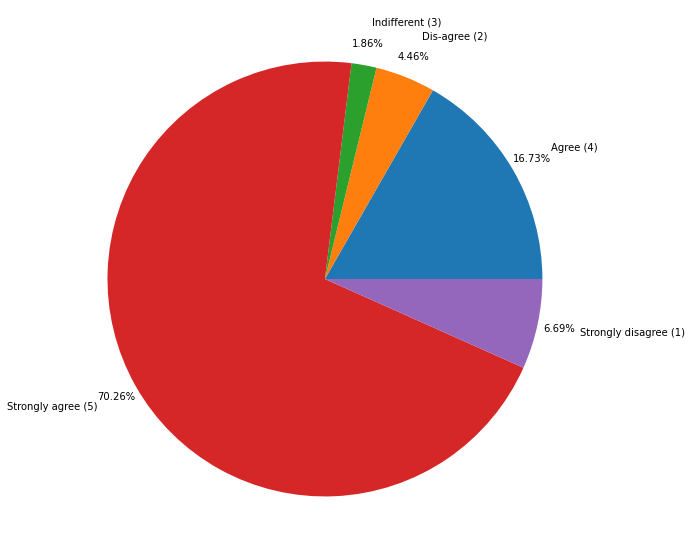 Indifferent (3)
1.86%
Dis-agree (2)
4.46%
Agree (4)
16.73%
Strongly disagree (1)
6.69%
Strongly agree (5)
70.26%